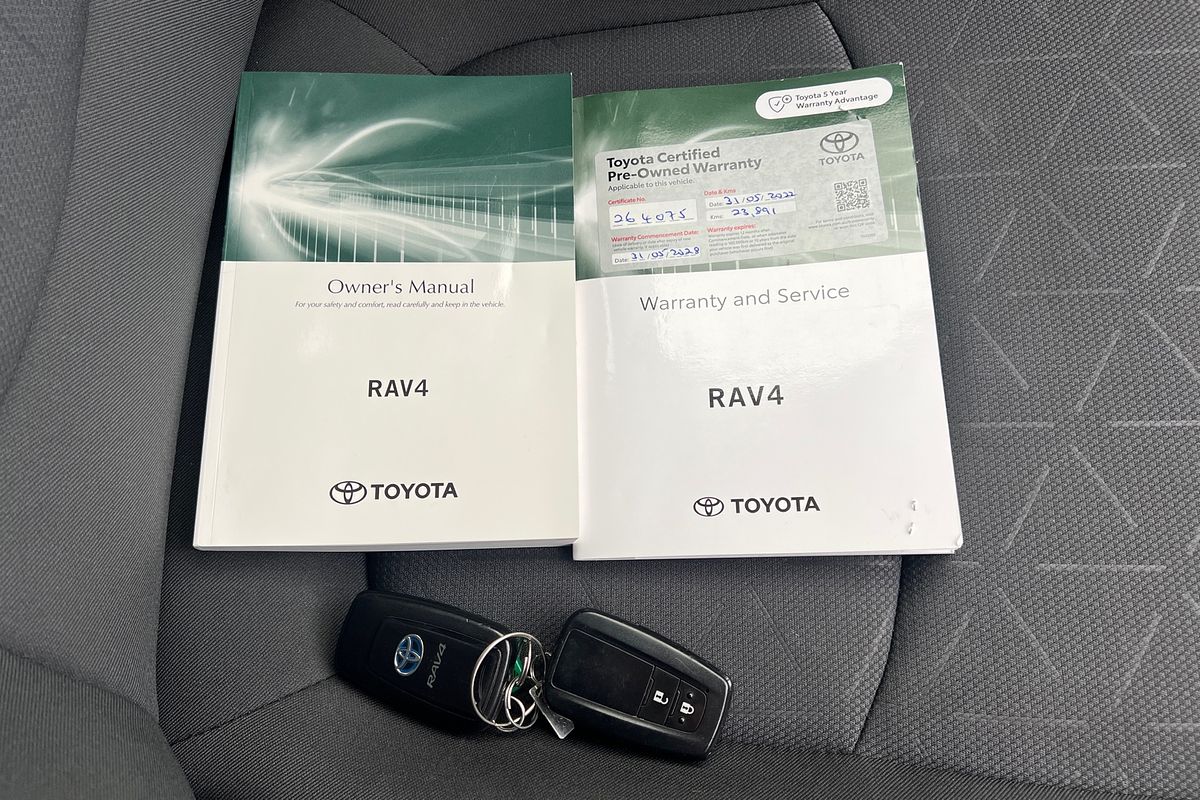 Owner's Manual
For your safety and comfort, read carefully and keep in the vehicle.
RAV4
TOYOTA
Toyota 5 Year
Warranty Advantage
Toyota Certified
Pre-Owned Warranty
Applicable to this vehicle.
TOYOTA
Certificate No.
264075
Date & Kms
Date: 31/05/2022
Kms: 23,891
Warranty Commencement Date:
Date: 31/05/2028
Warranty expires:
Warranty and Service
RAV4
TOYOTA
RAV4